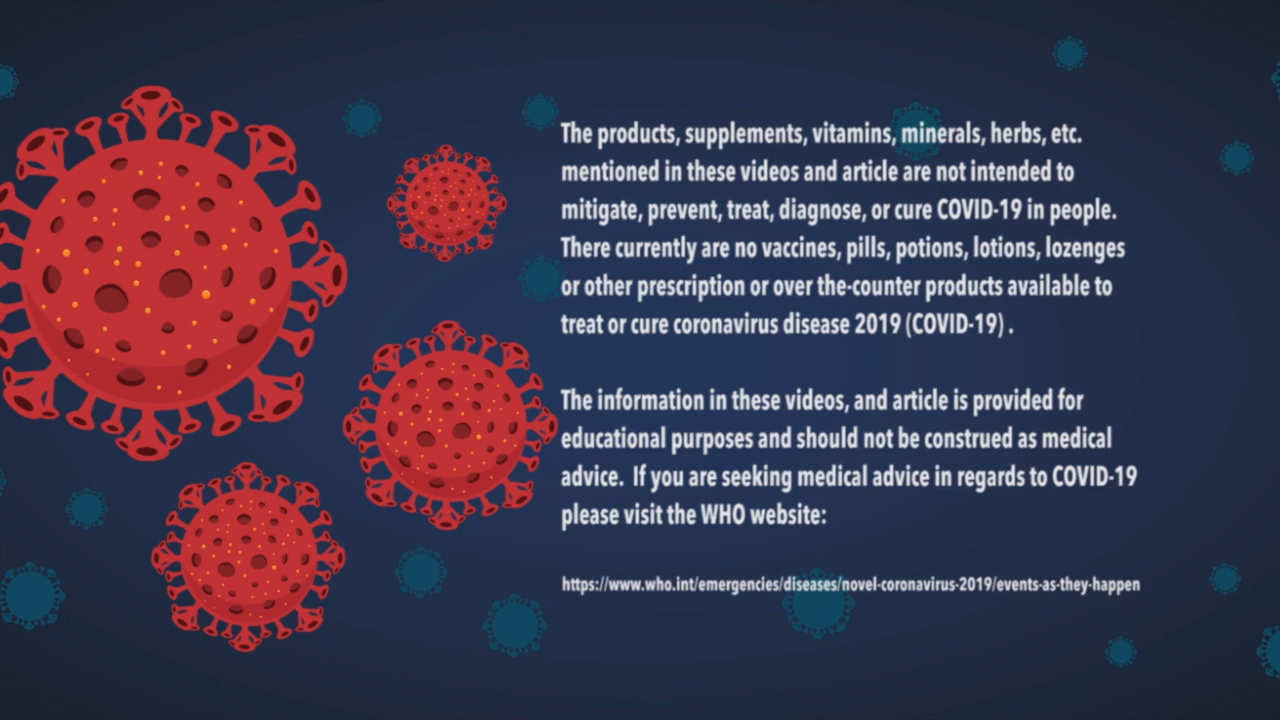 The products, supplements, vitamins, minerals, herbs, etc.
mentioned in these videos and article are not intended to
mitigate, prevent, treat, diagnose, or cure COVID-19 in people.
There currently are no vaccines, pills, potions, lotions, lozenges
or other prescription or over the-counter products available to
treat or cure coronavirus disease 2019 (COVID-19) .
The information in these videos, and article is provided for
educational purposes and should not be construed as medical
advice.  If you are seeking medical advice in regards to COVID-19
please visit the WHO website:
https://www.who.int/emergencies/diseases/novel-coronavirus-2019/events-as-they-happen